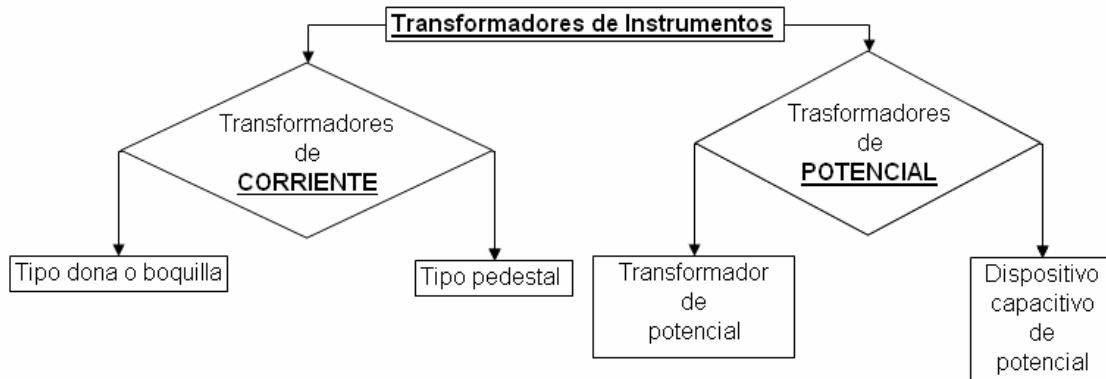 Transformadores de Instrumentos
Transformadores
de
CORRIENTE
Trasformadores
de
POTENCIAL
Tipo dona o boquilla
Tipo pedestal
Transformador
de
potencial
Dispositivo
capacitivo
de
potencial